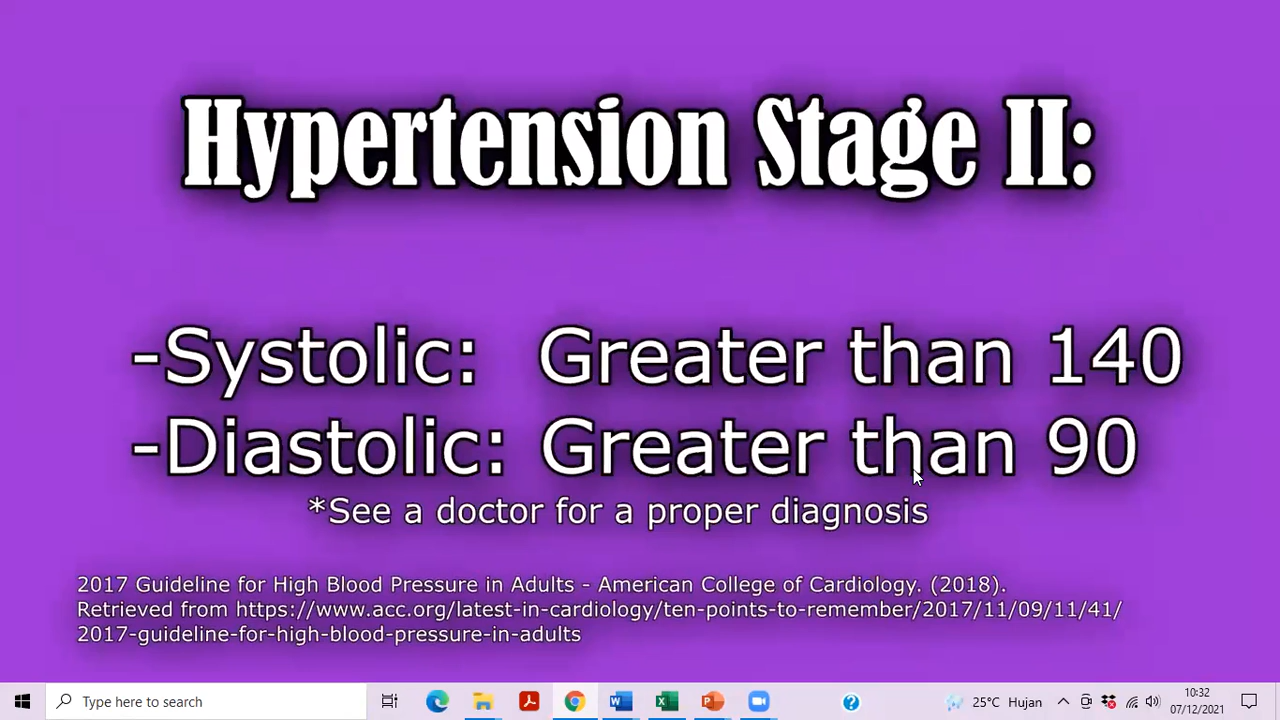 Hypertension Stage II:
-Systolic: Greater than 140
-Diastolic: Greater than 90
*See a doctor for a proper diagnosis
2017 Guideline for High Blood Pressure in Adults - American College of Cardiology. (2018).
Retrieved from https://www.acc.org/latest-in-cardiology/ten-points-to-remember/2017/11/09/11/41/
2017-guideline-for-high-blood-pressure-in-adults
Type here to search
25°C Hujan
10:32
07/12/2021